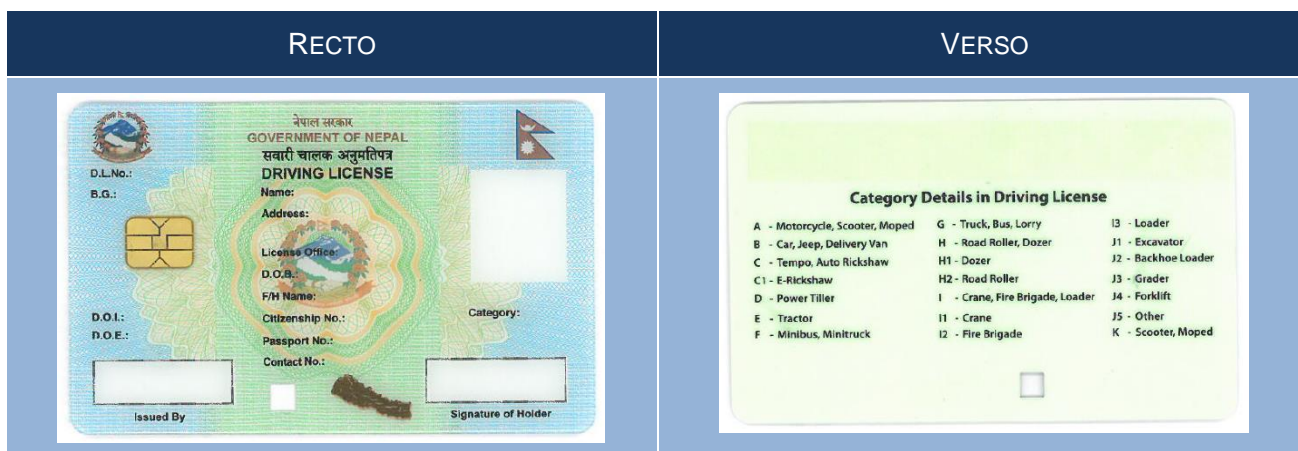 RECTO
VERSO
नेपाल सरकार
GOVERNMENT OF NEPAL
सवारी चालक अनुमतिपत्र
DRIVING LICENSE
D.L.No.:
B.G.:
Name:
Address:
License Office:
D.O.B.:
F/H Name:
Citizenship No.:
Passport No.:
Contact No.:
D.O.I.:
D.O.E.:
Category:
Issued By
Signature of Holder
Category Details in Driving License
A - Motorcycle, Scooter, Moped
B - Car, Jeep, Delivery Van
C - Tempo, Auto Rickshaw
C1 - E-Rickshaw
D - Power Tiller
E - Tractor
F - Minibus, Minitruck
G - Truck, Bus, Lorry
H - Road Roller, Dozer
H1 - Dozer
H2 - Road Roller
I - Crane, Fire Brigade, Loader
I1 - Crane
I2 - Fire Brigade
I3 - Loader
J1 - Excavator
J2 - Backhoe Loader
J3 - Grader
J4 - Forklift
J5 - Other
K - Scooter, Moped